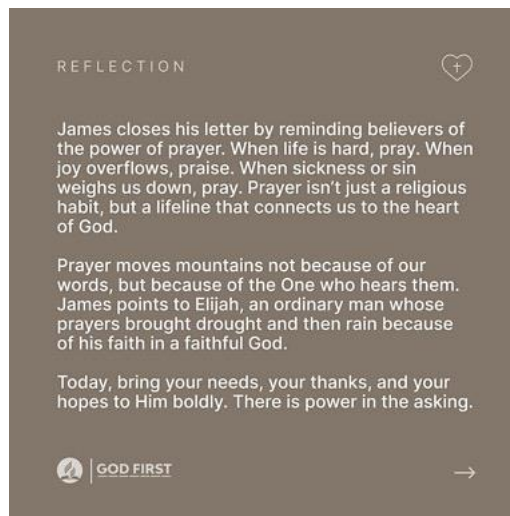 REFLECTION
James closes his letter by reminding believers of
the power of prayer. When life is hard, pray. When
joy overflows, praise. When sickness or sin
weighs us down, pray. Prayer isn’t just a religious
habit, but a lifeline that connects us to the heart
of God.
Prayer moves mountains not because of our
words, but because of the One who hears them.
James points to Elijah, an ordinary man whose
prayers brought drought and then rain because
of his faith in a faithful God.
Today, bring your needs, your thanks, and your
hopes to Him boldly. There is power in the asking.
GOD FIRST